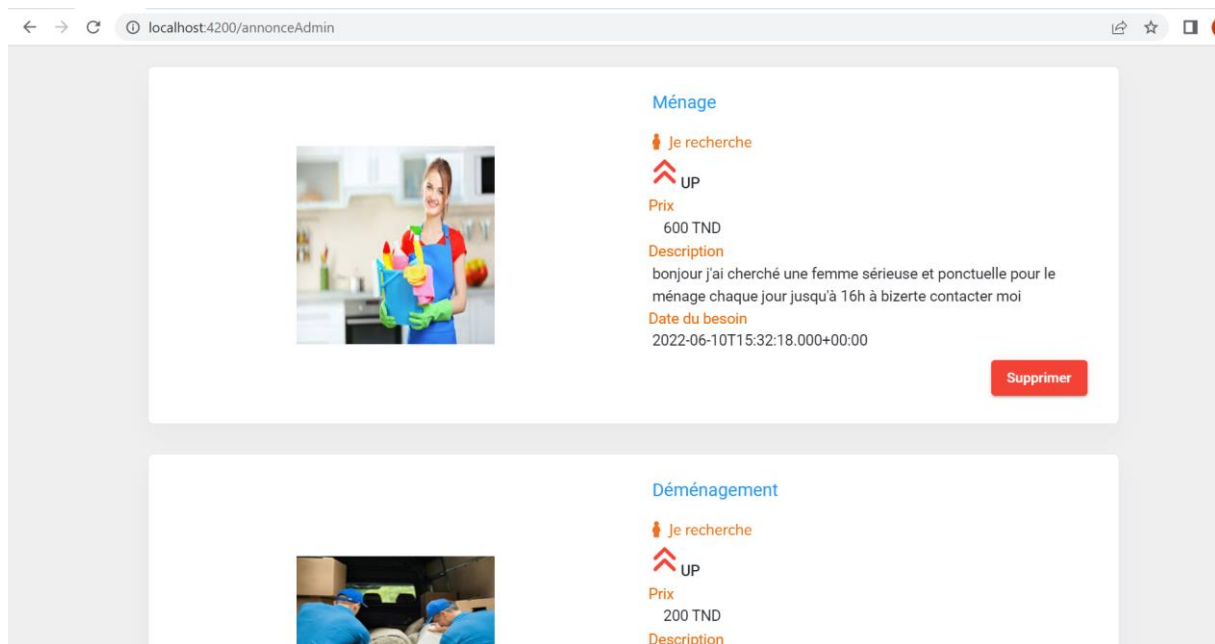 localhost:4200/annonceAdmin
Ménage
Je recherche
UP
Prix
600 TND
Description
bonjour j'ai cherché une femme sérieuse et ponctuelle pour le
ménage chaque jour jusqu'à 16h à bizerte contacter moi
Date du besoin
2022-06-10T15:32:18.000+00:00
Supprimer
Déménagement
Je recherche
UP
Prix
200 TND
Description